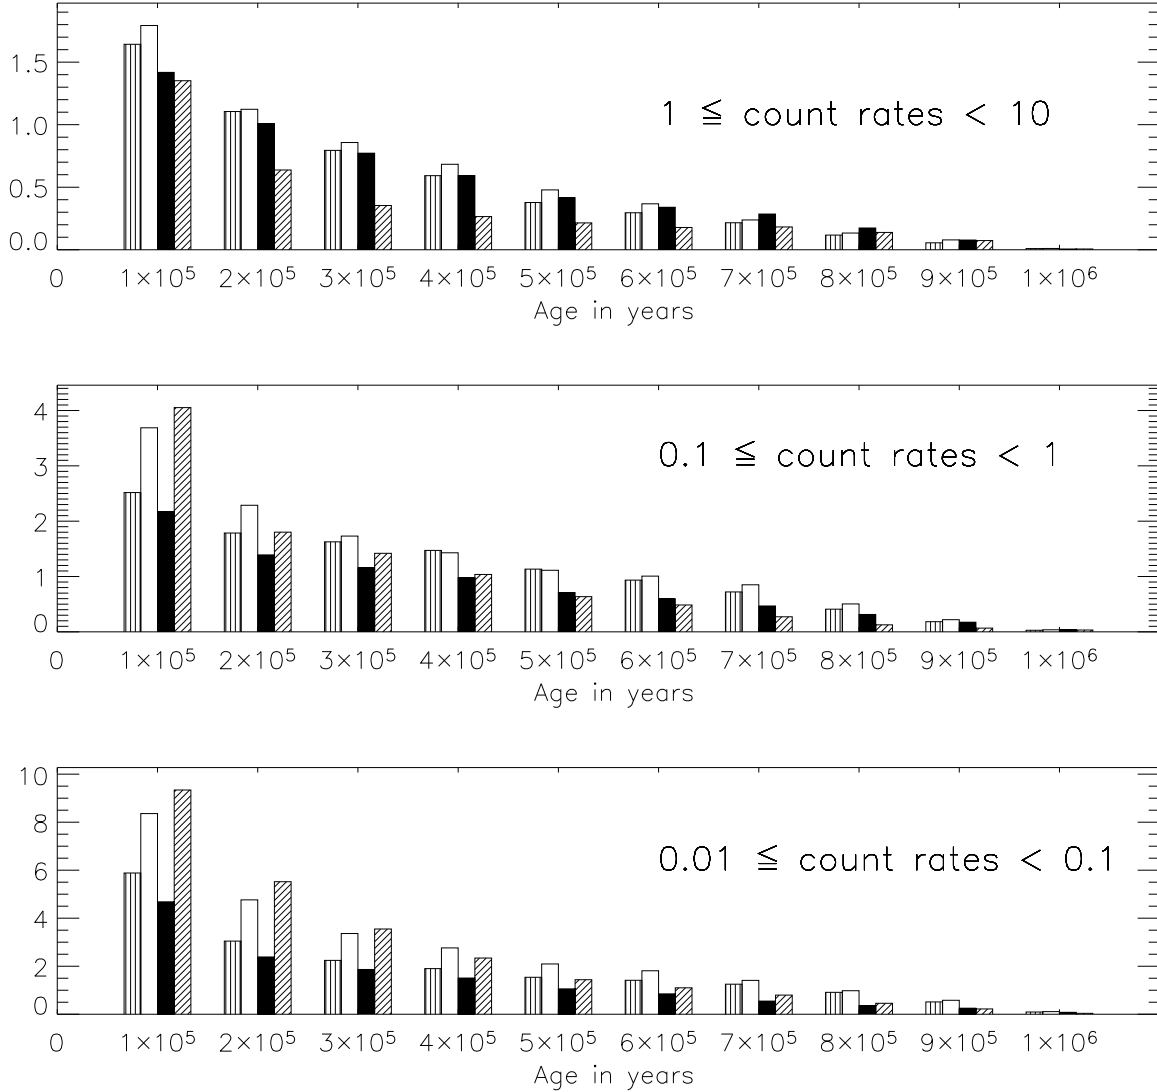 1.5
1 ≦ count rates < 10
1.0
0.5
0.0
0 1×10⁵ 2×10⁵ 3×10⁵ 4×10⁵ 5×10⁵ 6×10⁵ 7×10⁵ 8×10⁵ 9×10⁵ 1×10⁶
Age in years
4
0.1 ≦ count rates < 1
3
2
1
0
0 1×10⁵ 2×10⁵ 3×10⁵ 4×10⁵ 5×10⁵ 6×10⁵ 7×10⁵ 8×10⁵ 9×10⁵ 1×10⁶
Age in years
10
8
0.01 ≦ count rates < 0.1
6
4
2
0
0 1×10⁵ 2×10⁵ 3×10⁵ 4×10⁵ 5×10⁵ 6×10⁵ 7×10⁵ 8×10⁵ 9×10⁵ 1×10⁶
Age in years